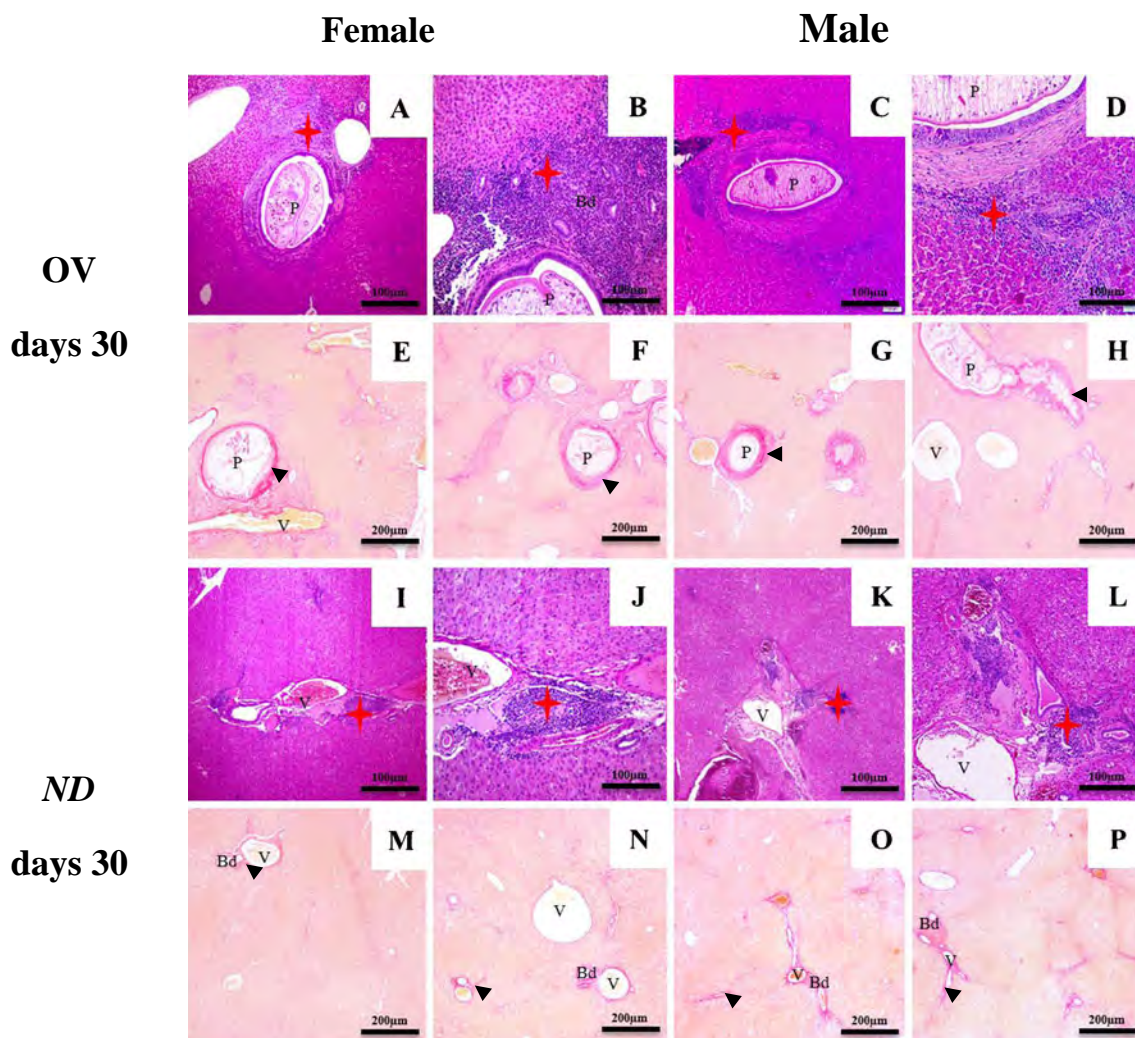 Female Male
A B C D
P Bd P P P
100µm 100µm 100µm 100µm
OV
days 30
E F G H
P P P P V V
200µm 200µm 200µm 200µm
I J K L
V V V V
100µm 100µm 100µm 100µm
ND
days 30
M N O P
Bd V V Bd V V Bd Bd V
200µm 200µm 200µm 200µm